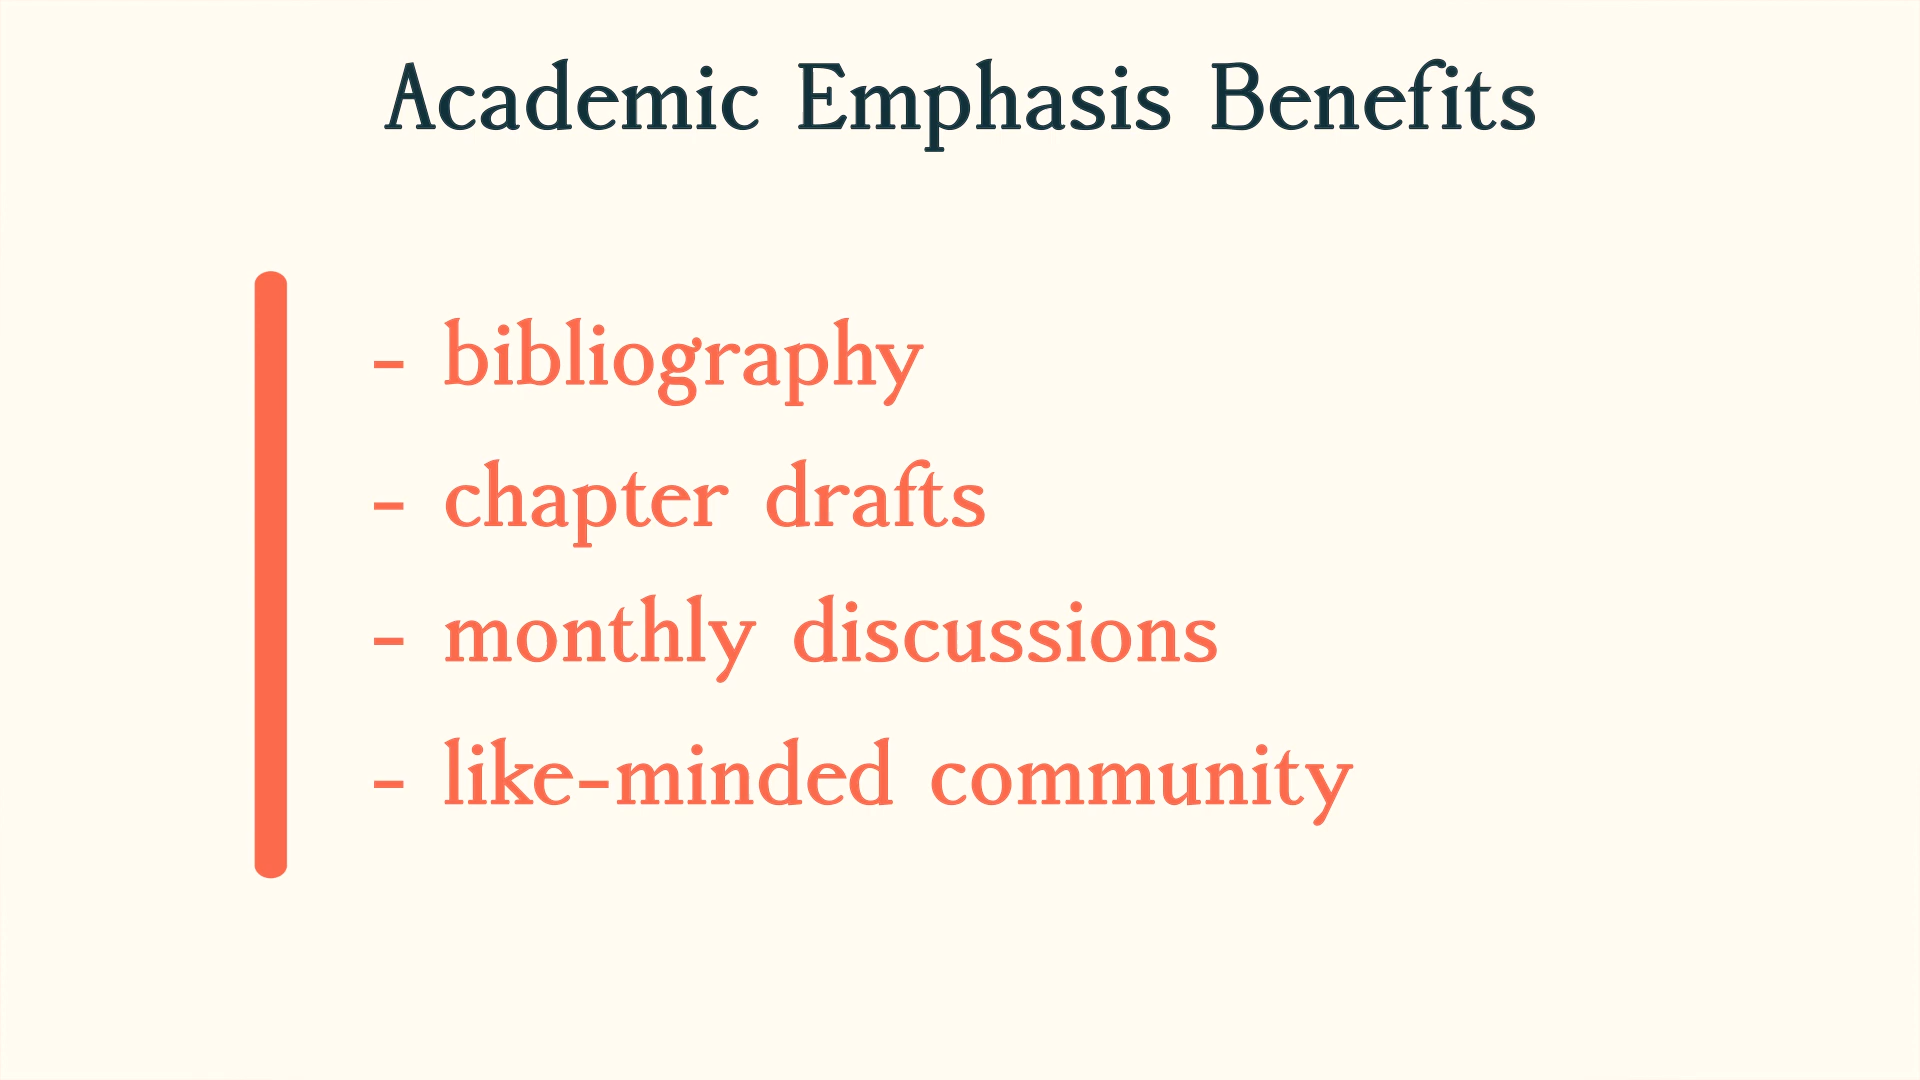 Academic Emphasis Benefits
- bibliography
- chapter drafts
- monthly discussions
- like-minded community